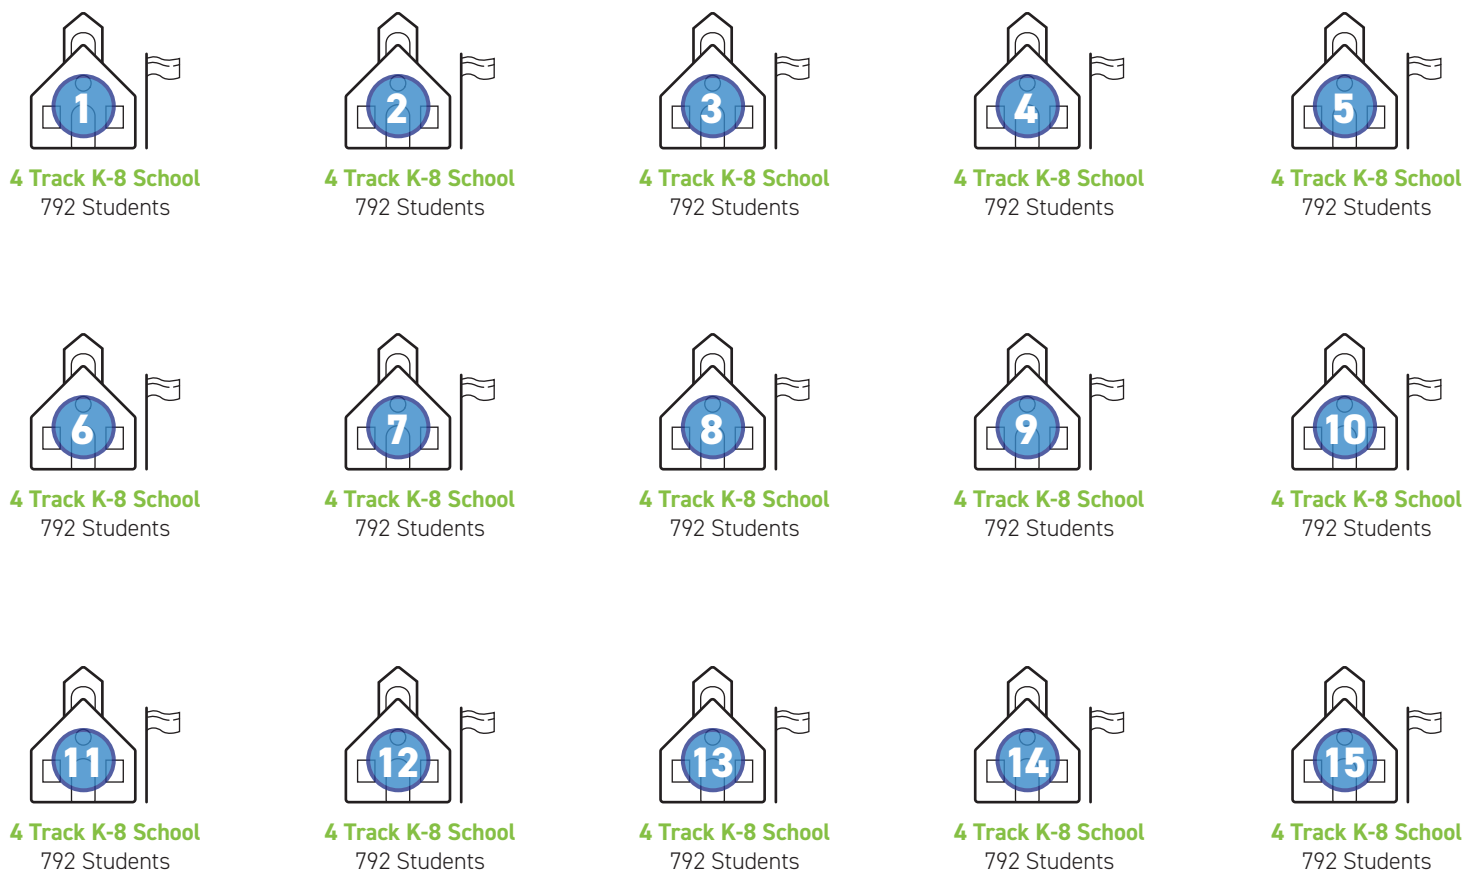 1 2 3 4 5
4 Track K-8 School 4 Track K-8 School 4 Track K-8 School 4 Track K-8 School 4 Track K-8 School
792 Students 792 Students 792 Students 792 Students 792 Students
6 7 8 9 10
4 Track K-8 School 4 Track K-8 School 4 Track K-8 School 4 Track K-8 School 4 Track K-8 School
792 Students 792 Students 792 Students 792 Students 792 Students
11 12 13 14 15
4 Track K-8 School 4 Track K-8 School 4 Track K-8 School 4 Track K-8 School 4 Track K-8 School
792 Students 792 Students 792 Students 792 Students 792 Students